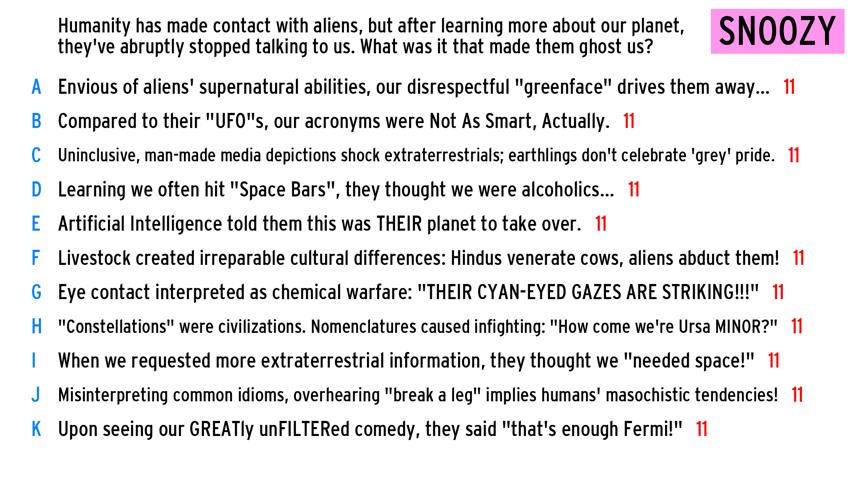 Humanity has made contact with aliens, but after learning more about our planet,
they've abruptly stopped talking to us. What was it that made them ghost us?
SNOOZY
A Envious of aliens' supernatural abilities, our disrespectful "greenface" drives them away... 11
B Compared to their "UFO"s, our acronyms were Not As Smart, Actually. 11
C Uninclusive, man-made media depictions shock extraterrestrials; earthlings don't celebrate 'grey' pride. 11
D Learning we often hit "Space Bars", they thought we were alcoholics... 11
E Artificial Intelligence told them this was THEIR planet to take over. 11
F Livestock created irreparable cultural differences: Hindus venerate cows, aliens abduct them! 11
G Eye contact interpreted as chemical warfare: "THEIR CYAN-EYED GAZES ARE STRIKING!!!" 11
H "Constellations" were civilizations. Nomenclatures caused infighting: "How come we're Ursa MINOR?" 11
I When we requested more extraterrestrial information, they thought we "needed space!" 11
J Misinterpreting common idioms, overhearing "break a leg" implies humans' masochistic tendencies! 11
K Upon seeing our GREATly unFILTERed comedy, they said "that's enough Fermi!" 11